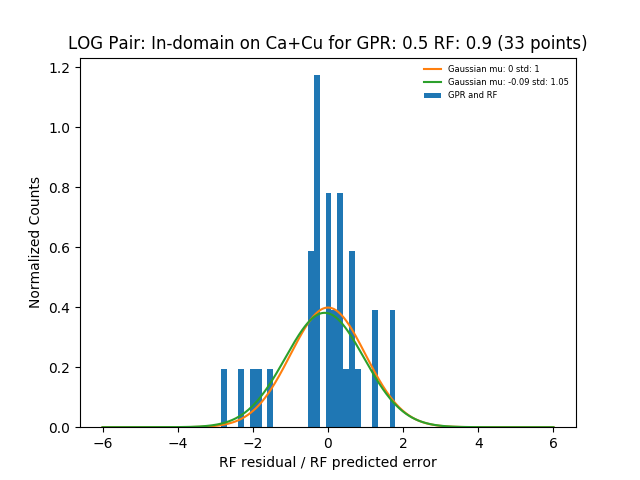 LOG Pair: In-domain on Ca+Cu for GPR: 0.5 RF: 0.9 (33 points)
Gaussian mu: 0 std: 1
Gaussian mu: -0.09 std: 1.05
GPR and RF
Normalized Counts
1.2
1.0
0.8
0.6
0.4
0.2
0.0
−6
−4
−2
0
2
4
6
RF residual / RF predicted error